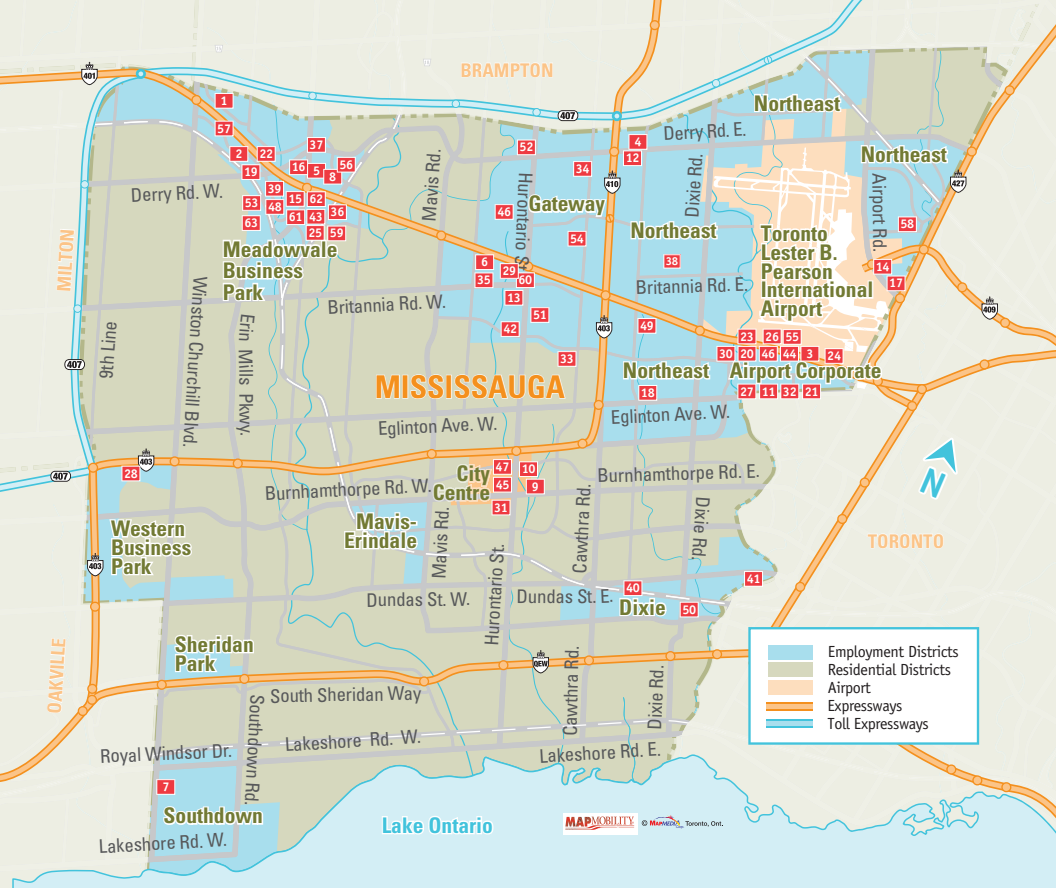 BRAMPTON
401
407
1
57
2
22
37
16
5
56
8
19
39
53
48
15
62
36
61
43
63
25
59
Derry Rd. W.
Meadowvale
Business
Park
MILTON
9th Line
Winston Churchill Blvd.
Erin Mills Pkwy.
Britannia Rd. W.
Mavis Rd.
Hurontario St.
52
34
4
12
410
Derry Rd. E.
Dixie Rd.
Northeast
Northeast
Airport Rd.
427
58
14
17
409
46
Gateway
54
Northeast
38
Toronto
Lester B.
Pearson
International
Airport
6
35
29
60
13
42
51
33
Britannia Rd. E.
403
49
23
26
55
30
20
46
44
3
24
Northeast
Airport Corporate
18
27
11
32
21
407
MISSISSAUGA
Eglinton Ave. W.
Eglinton Ave. W.
407
28
403
City
Centre
47
10
45
9
31
Burnhamthorpe Rd. W.
Burnhamthorpe Rd. E.
N
TORONTO
Western
Business
Park
403
Mavis-
Erindale
Mavis Rd.
Hurontario St.
Cawthra Rd.
Dixie Rd.
Dundas St. W.
Dundas St. E.
40
Dixie
50
41
OAKVILLE
Sheridan
Park
QEW
South Sheridan Way
Southdown Rd.
Cawthra Rd.
Dixie Rd.
Royal Windsor Dr.
Lakeshore Rd. W.
Lakeshore Rd. E.
7
Southdown
Lakeshore Rd. W.
Lake Ontario
Employment Districts
Residential Districts
Airport
Expressways
Toll Expressways
MAPMOBILITY
© MAPMEDIA Toronto, Ont.